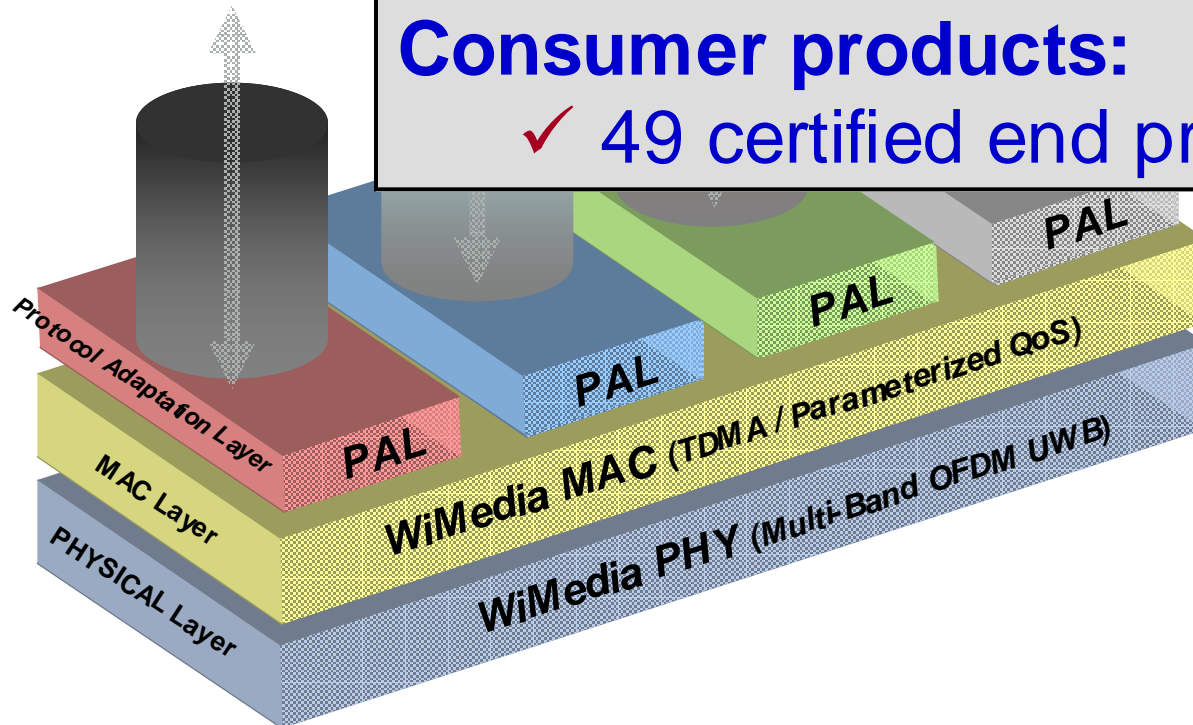 Consumer products:
✓ 49 certified end
PAL
PAL
PAL
PAL
Protocol Adaptation Layer
MAC Layer
PHYSICAL Layer
WiMedia MAC (TDMA / Parameterized QoS)
WiMedia PHY (Multi-Band OFDM UWB)